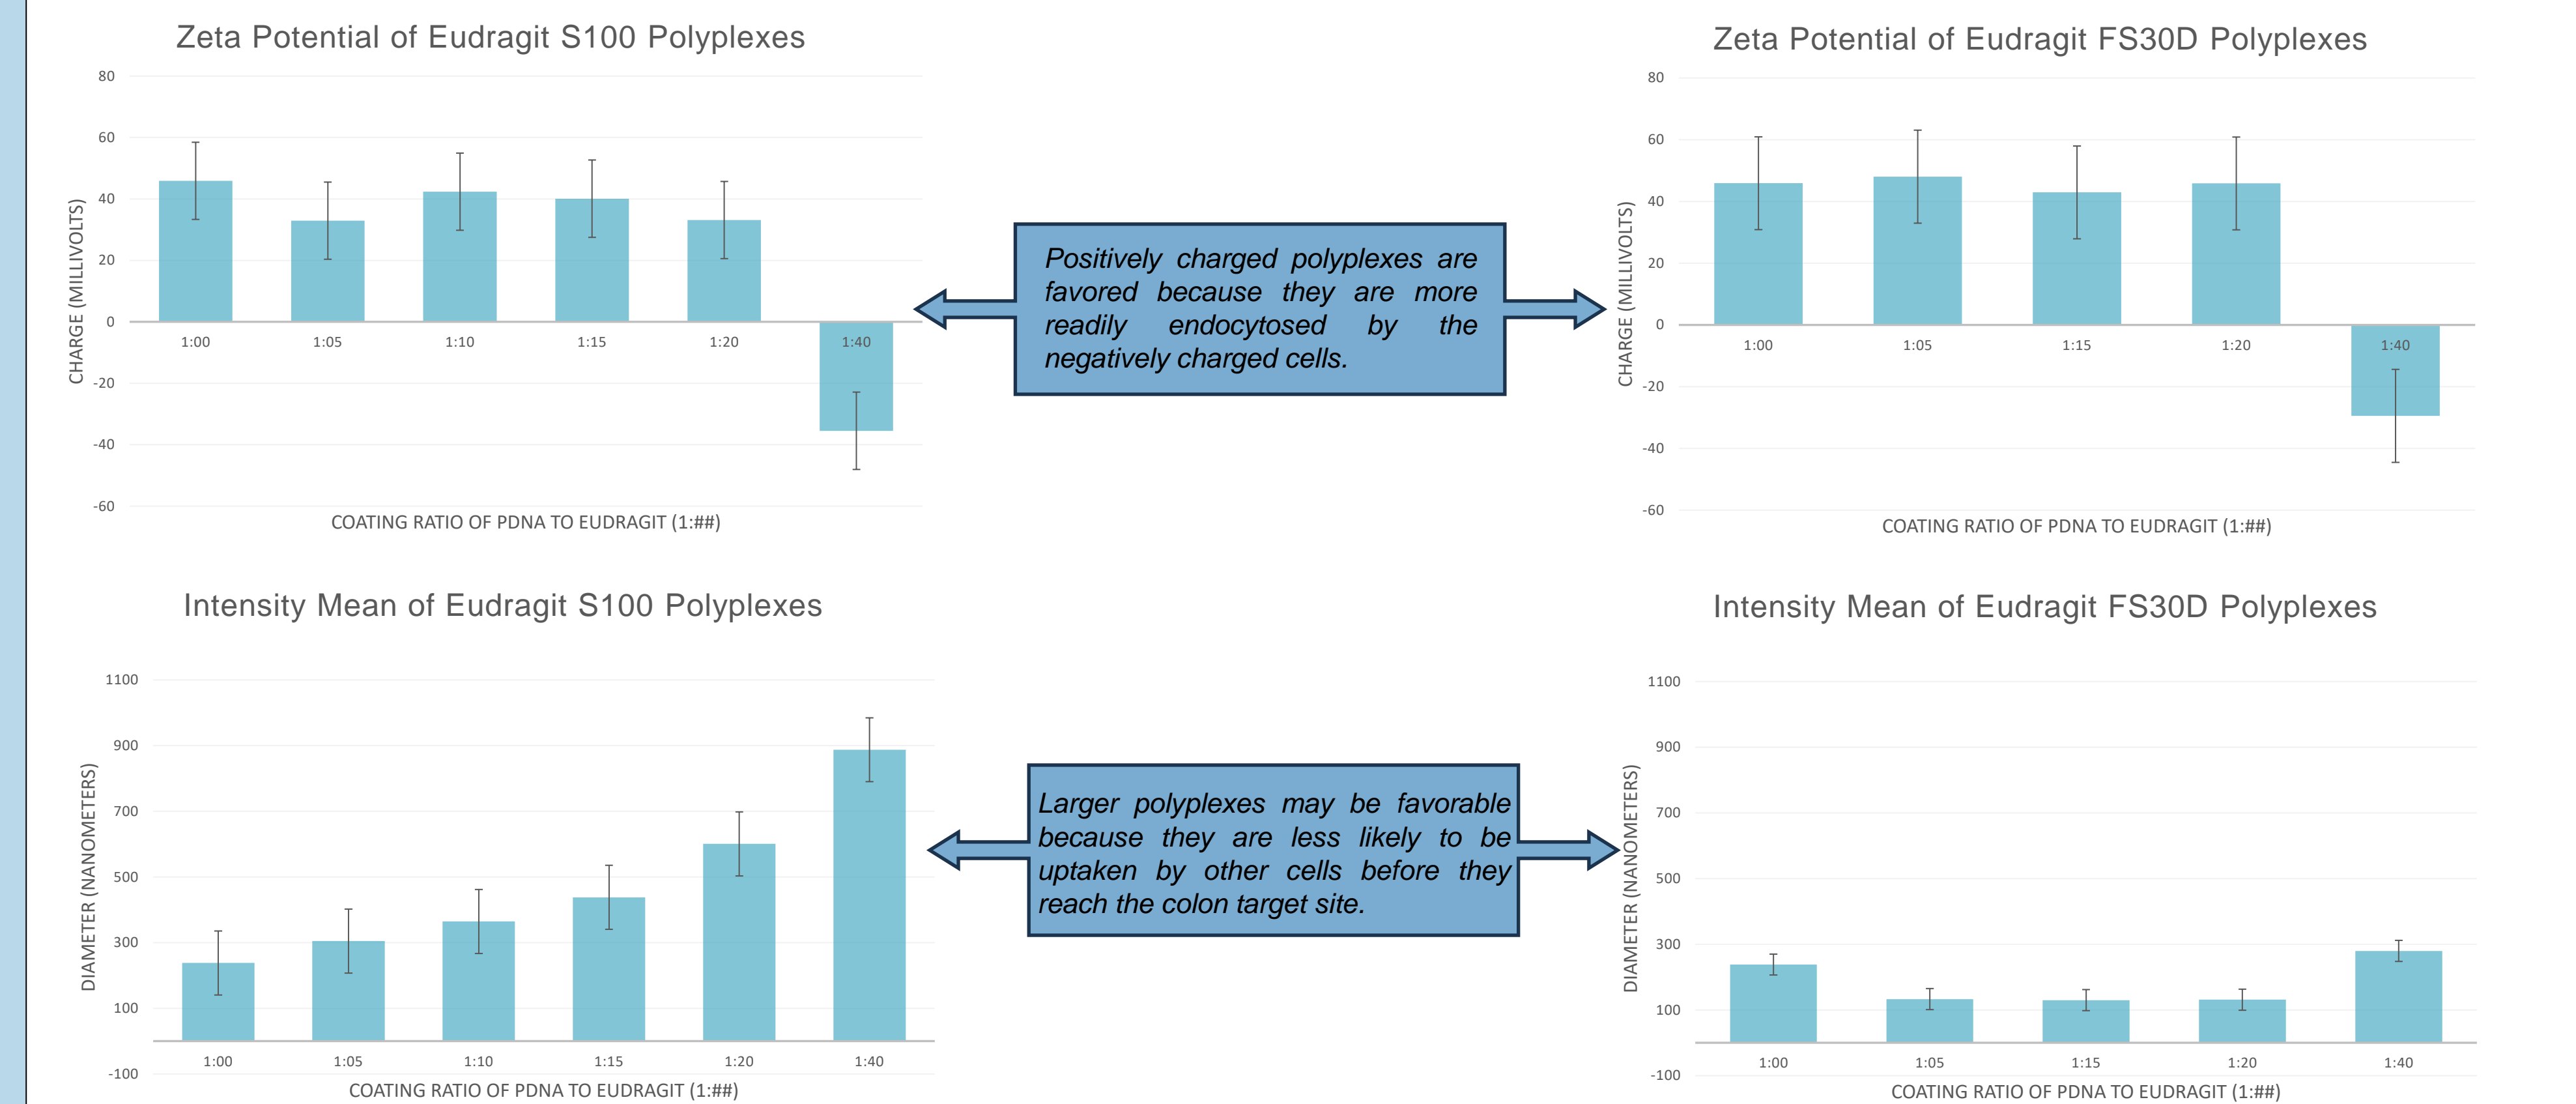 Zeta Potential of Eudragit S100 Polyplexes
80
60
40
20
0
-20
-40
-60
CHARGE (MILLIVOLTS)
1:00 1:05 1:10 1:15 1:20 1:40
COATING RATIO OF PDNA TO EUDRAGIT (1:##)
Positively charged polyplexes are
favored because they are more
readily endocytosed by the
negatively charged cells.
Zeta Potential of Eudragit FS30D Polyplexes
80
60
40
20
0
-20
-40
-60
CHARGE (MILLIVOLTS)
1:00 1:05 1:15 1:20 1:40
COATING RATIO OF PDNA TO EUDRAGIT (1:##)
Intensity Mean of Eudragit S100 Polyplexes
1100
900
700
500
300
100
-100
DIAMETER (NANOMETERS)
1:00 1:05 1:10 1:15 1:20 1:40
COATING RATIO OF PDNA TO EUDRAGIT (1:##)
Larger polyplexes may be favorable
because they are less likely to be
uptaken by other cells before they
reach the colon target site.
Intensity Mean of Eudragit FS30D Polyplexes
1100
900
700
500
300
100
-100
DIAMETER (NANOMETERS)
1:00 1:05 1:15 1:20 1:40
COATING RATIO OF PDNA TO EUDRAGIT (1:##)